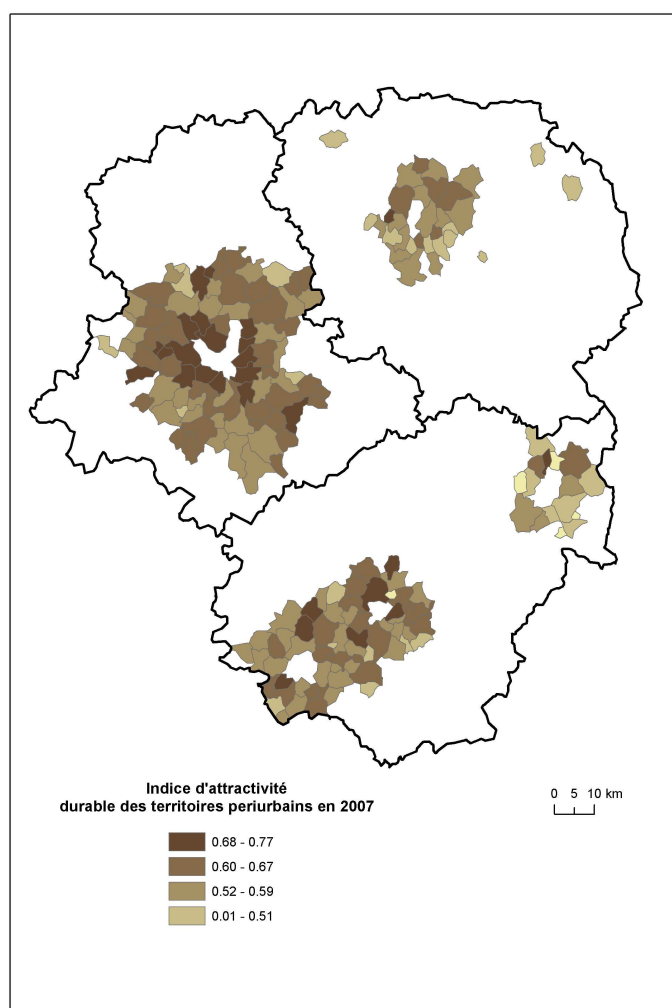 Indice d'attractivité
durable des territoires periurbains en 2007
0 5 10 km
0.68 - 0.77
0.60 - 0.67
0.52 - 0.59
0.01 - 0.51